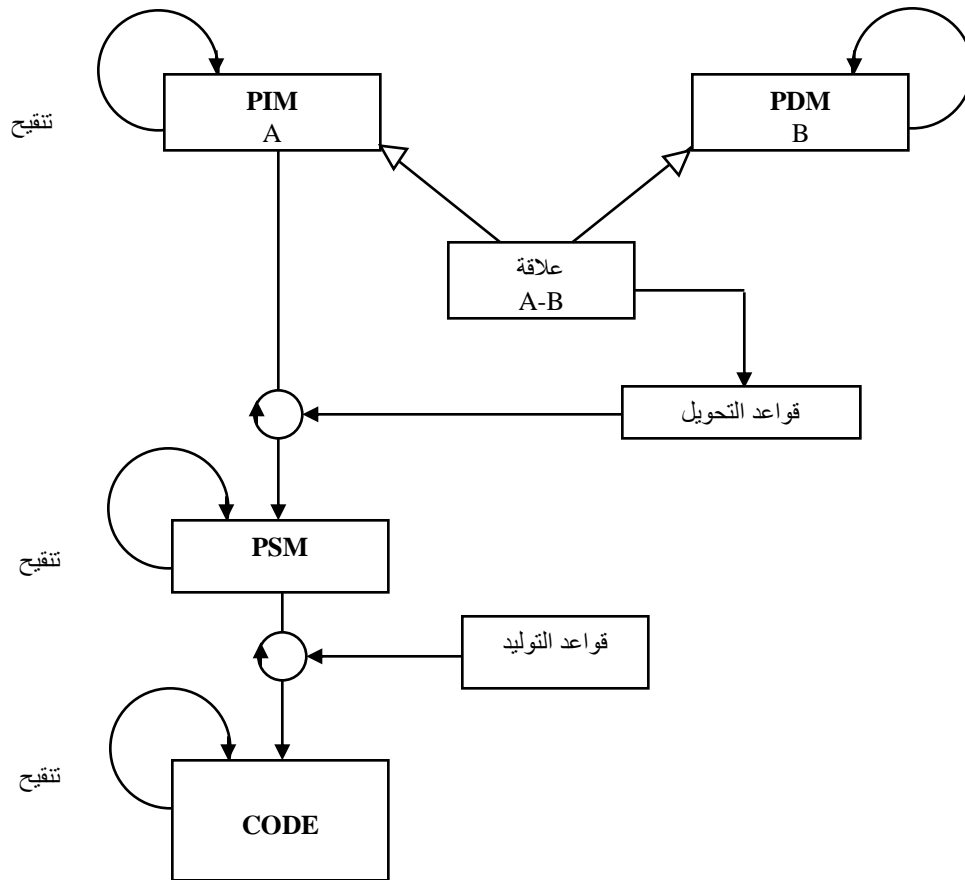 PIM
A
PDM
B
تنقيح
علاقة
A-B
قواعد التحويل
PSM
تنقيح
قواعد التوليد
تنقيح
CODE